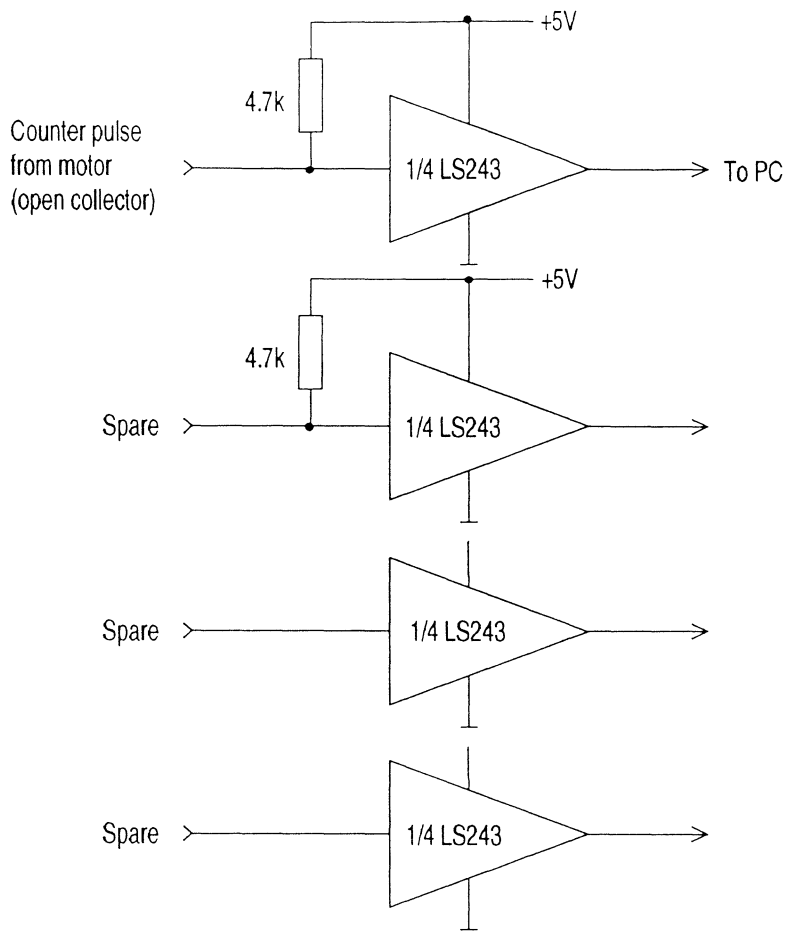 +5V
4.7k
Counter pulse
from motor
(open collector)
1/4 LS243
To PC
+5V
4.7k
Spare
1/4 LS243
Spare
1/4 LS243
Spare
1/4 LS243